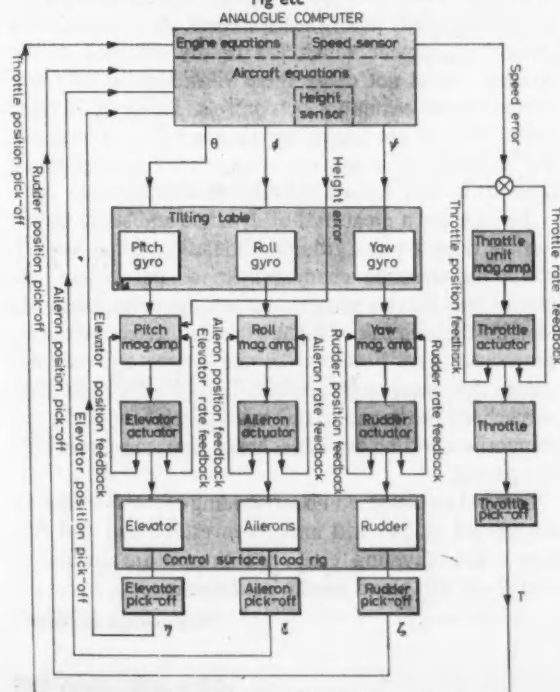 Fig etc
ANALOGUE COMPUTER
Engine equations
Speed sensor
Aircraft equations
Height
sensor
θ
ϕ
ψ
Height error
Speed error
Tilting table
Pitch
gyro
Roll
gyro
Yaw
gyro
Throttle
unit
mag.amp.
Throttle position feedback
Throttle rate feedback
Pitch
mag.amp.
Roll
mag.amp.
Yaw
mag.amp.
Throttle
actuator
Elevator position feedback
Elevator rate feedback
Aileron position feedback
Aileron rate feedback
Rudder position feedback
Rudder rate feedback
Elevator
actuator
Aileron
actuator
Rudder
actuator
Throttle
Elevator
Ailerons
Rudder
Control surface load rig
Throttle
pick-off
Elevator
pick-off
Aileron
pick-off
Rudder
pick-off
η
ξ
ζ
T
Throttle position pick-off
Rudder position pick-off
Aileron position pick-off
Elevator position pick-off